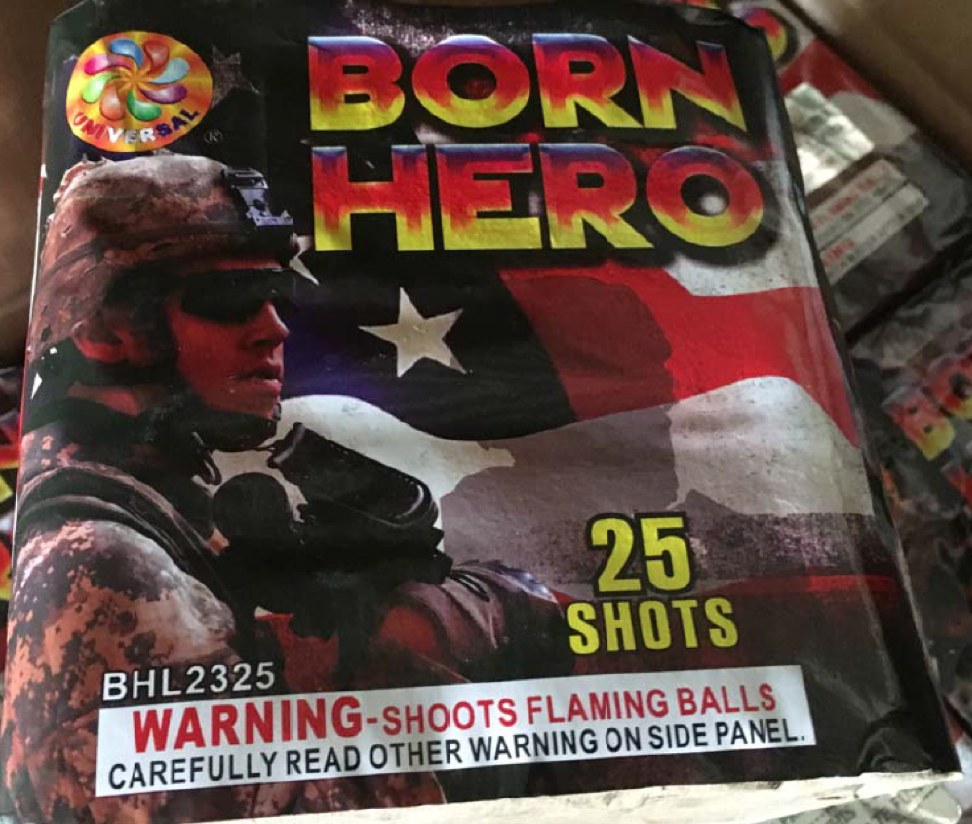 UNIVERSAL
®
BORN
HERO
25
SHOTS
BHL2325
WARNING-SHOOTS FLAMING BALLS
CAREFULLY READ OTHER WARNING ON SIDE PANEL.